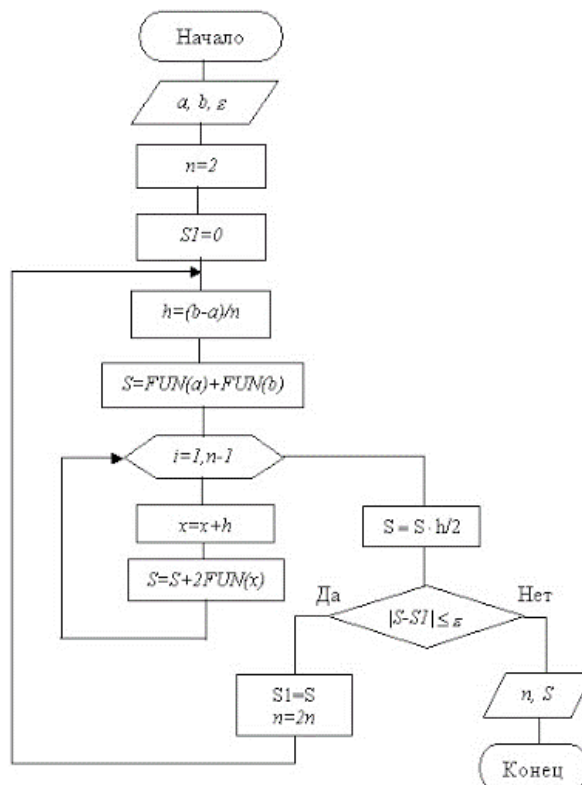 Начало
a, b, ε
n=2
S1=0
h=(b-a)/n
S=FUN(a)+FUN(b)
i=1,n-1
x=x+h
S=S+2FUN(x)
S = S · h/2
Да
Нет
|S-S1| ≤ ε
S1=S
n=2n
n, S
Конец